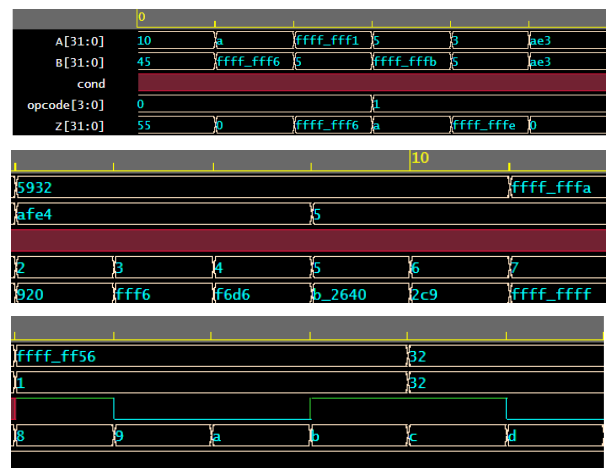 0
A[31:0] 10 a ffff_fff1 5 3 ae3
B[31:0] 45 ffff_fff6 5 ffff_fffb 5 ae3
cond
opcode[3:0] 0 1
Z[31:0] 55 0 ffff_fff6 a ffff_fffe 0
10
5932 ffff_fffa
afe4 5
2 3 4 5 6 7
920 fff6 f6d6 b_2640 2c9 ffff_ffff
ffff_ff56 32
1 32
8 9 a b c d